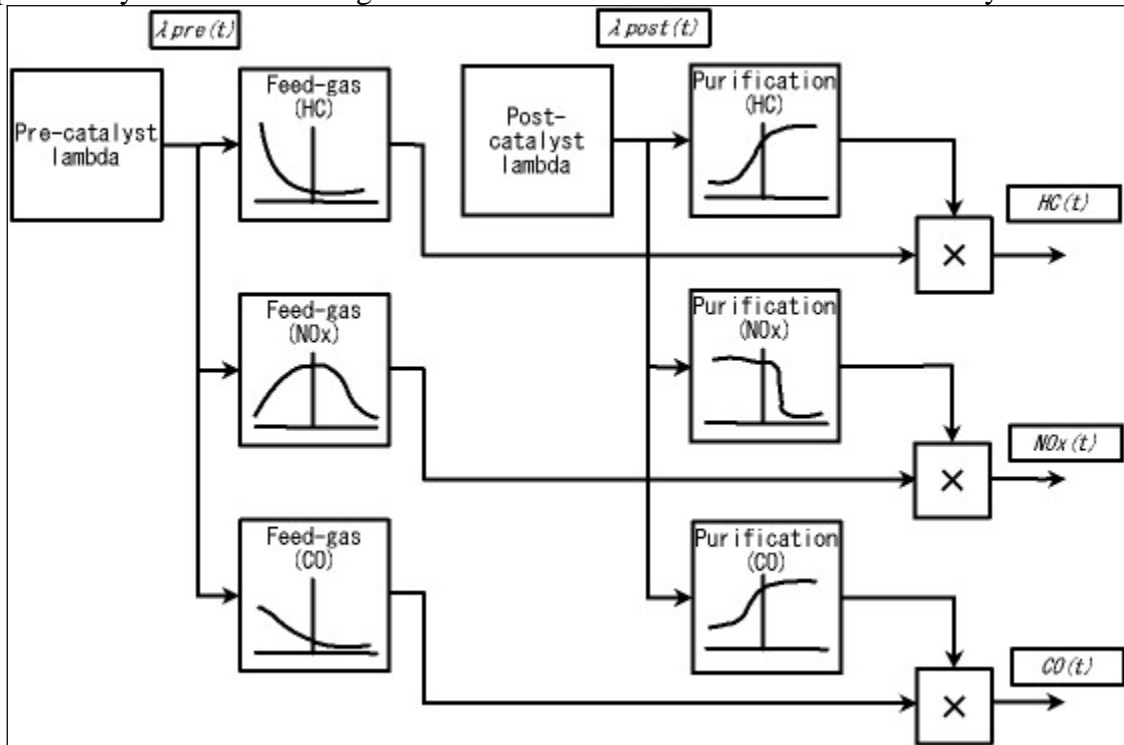 λpre(t)
λpost(t)
Pre-catalyst
lambda
Feed-gas
(HC)
Post-
catalyst
lambda
Purification
(HC)
HC(t)
×
Feed-gas
(NOx)
Purification
(NOx)
NOx(t)
×
Feed-gas
(CO)
Purification
(CO)
CO(t)
×